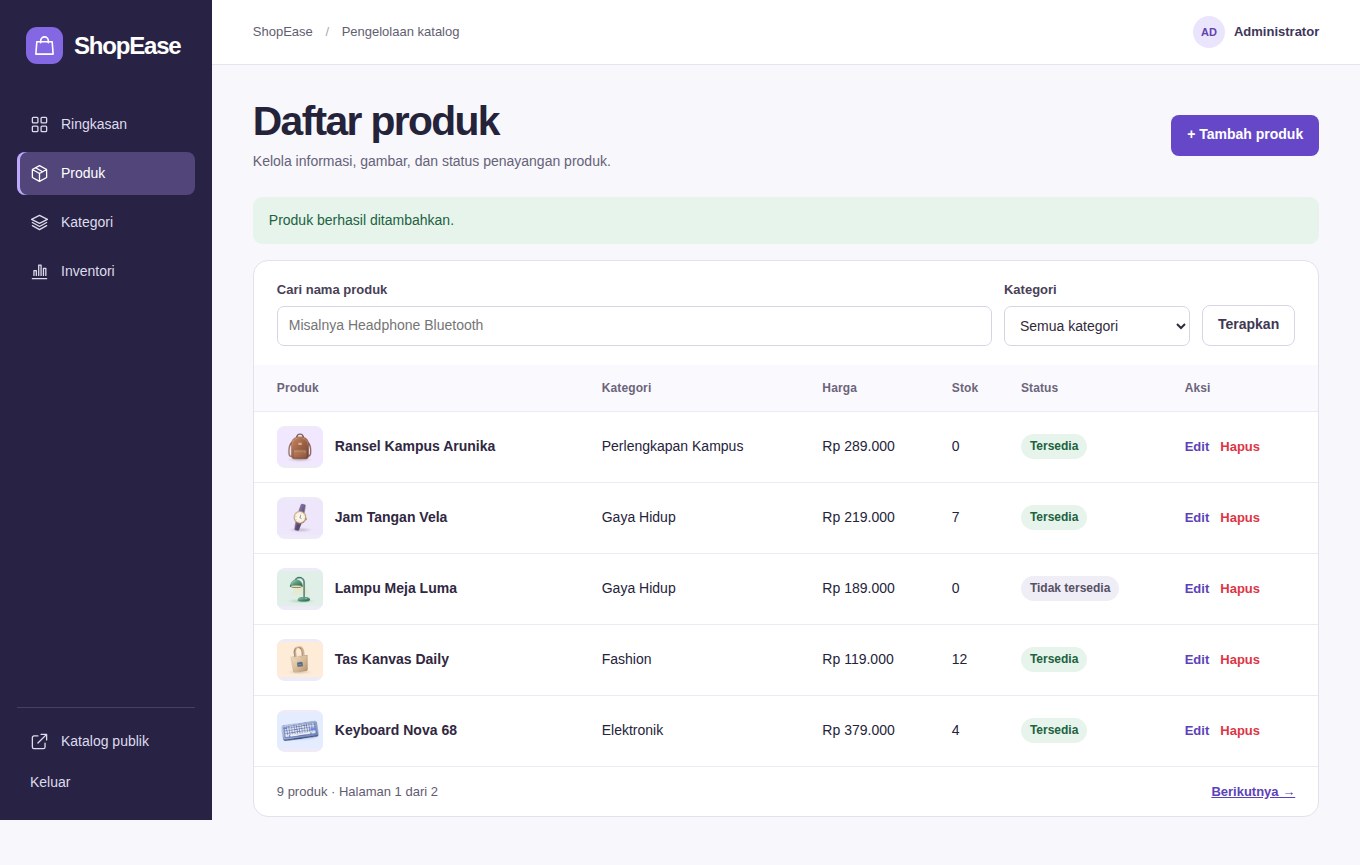 ShopEase
Ringkasan
Produk
Kategori
Inventori
Katalog publik
Keluar
ShopEase / Pengelolaan katalog
AD Administrator
Daftar produk
Kelola informasi, gambar, dan status penayangan produk.
+ Tambah produk
Produk berhasil ditambahkan.
Cari nama produk
Misalnya Headphone Bluetooth
Kategori
Semua kategori
Terapkan
Produk Kategori Harga Stok Status Aksi
Ransel Kampus Arunika Perlengkapan Kampus Rp 289.000 0 Tersedia Edit Hapus
Jam Tangan Vela Gaya Hidup Rp 219.000 7 Tersedia Edit Hapus
Lampu Meja Luma Gaya Hidup Rp 189.000 0 Tidak tersedia Edit Hapus
Tas Kanvas Daily Fashion Rp 119.000 12 Tersedia Edit Hapus
Keyboard Nova 68 Elektronik Rp 379.000 4 Tersedia Edit Hapus
9 produk · Halaman 1 dari 2
Berikutnya →